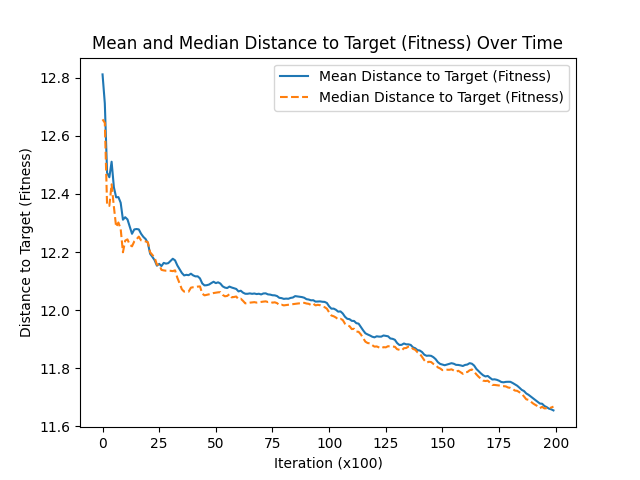 Mean and Median Distance to Target (Fitness) Over Time
Mean Distance to Target (Fitness)
Median Distance to Target (Fitness)
Distance to Target (Fitness)
12.8
12.6
12.4
12.2
12.0
11.8
11.6
0 25 50 75 100 125 150 175 200
Iteration (x100)